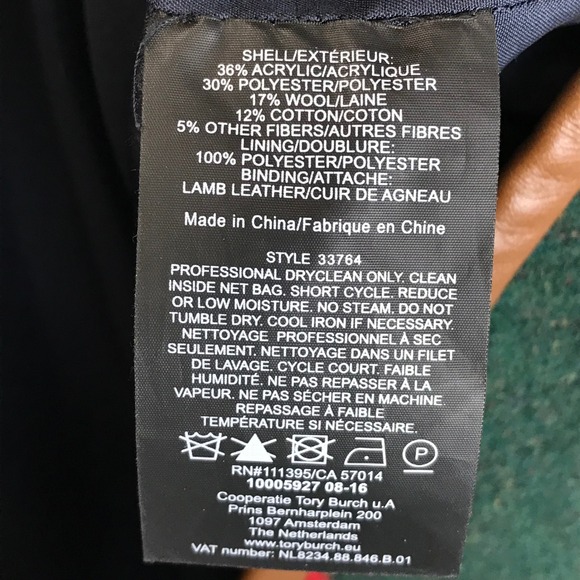 SHELL/EXTÉRIEUR:
36% ACRYLIC/ACRYLIQUE
30% POLYESTER/POLYESTER
17% WOOL/LAINE
12% COTTON/COTON
5% OTHER FIBERS/AUTRES FIBRES
LINING/DOUBLURE:
100% POLYESTER/POLYESTER
BINDING/ATTACHE:
LAMB LEATHER/CUIR DE AGNEAU
Made in China/Fabrique en Chine
STYLE 33764
PROFESSIONAL DRYCLEAN ONLY. CLEAN
INSIDE NET BAG. SHORT CYCLE. REDUCE
OR LOW MOISTURE. NO STEAM. DO NOT
TUMBLE DRY. COOL IRON IF NECESSARY.
NETTOYAGE PROFESSIONNEL À SEC
SEULEMENT. NETTOYAGE DANS UN FILET
DE LAVAGE. CYCLE COURT. FAIBLE
HUMIDITÉ. NE PAS REPASSER À LA
VAPEUR. NE PAS SÉCHER EN MACHINE.
REPASSAGE À FAIBLE
TEMPÉRATURE SI NÉCESSAIRE.
P
RN#111395/CA 57014
10005927 08-16
Cooperatie Tory Burch u.A
Prins Bernharplein 200
1097 Amsterdam
The Netherlands
www.toryburch.eu
VAT number: NL8234.88.846.B.01